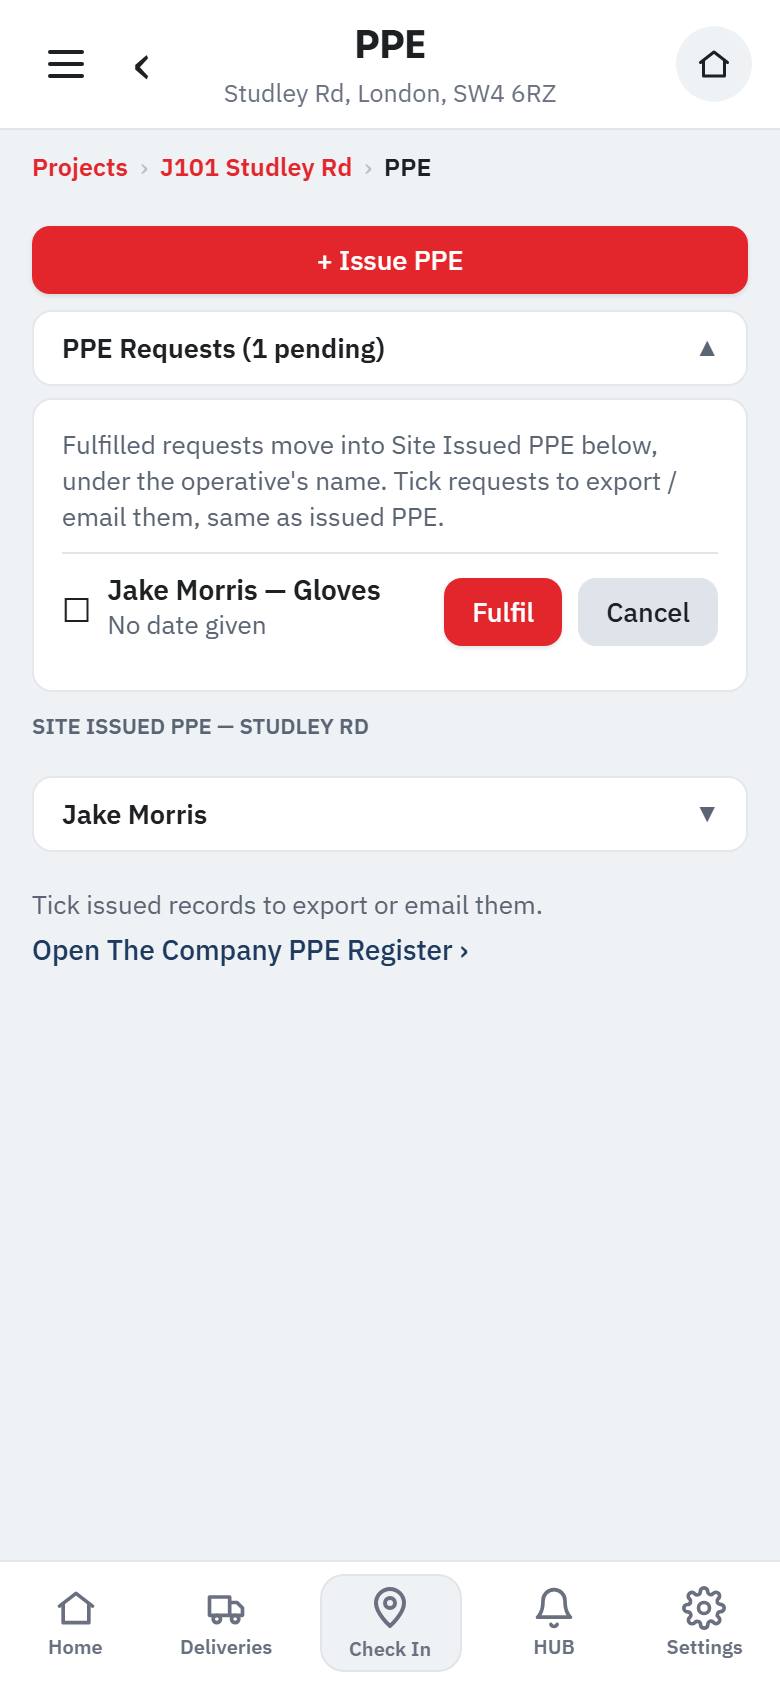 PPE
Studley Rd, London, SW4 6RZ
Projects › J101 Studley Rd › PPE
+ Issue PPE
PPE Requests (1 pending) ▲
Fulfilled requests move into Site Issued PPE below,
under the operative's name. Tick requests to export /
email them, same as issued PPE.
Jake Morris — Gloves
No date given
Fulfil
Cancel
SITE ISSUED PPE — STUDLEY RD
Jake Morris ▼
Tick issued records to export or email them.
Open The Company PPE Register ›
Home
Deliveries
Check In
HUB
Settings